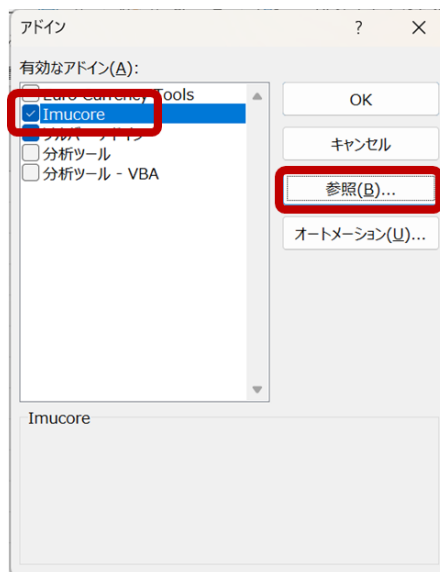 アドイン
?
有効なアドイン(A):
Euro Currency Tools
Imucore
分析ツール
分析ツール - VBA
OK
キャンセル
参照(B)...
オートメーション(U)...
Imucore